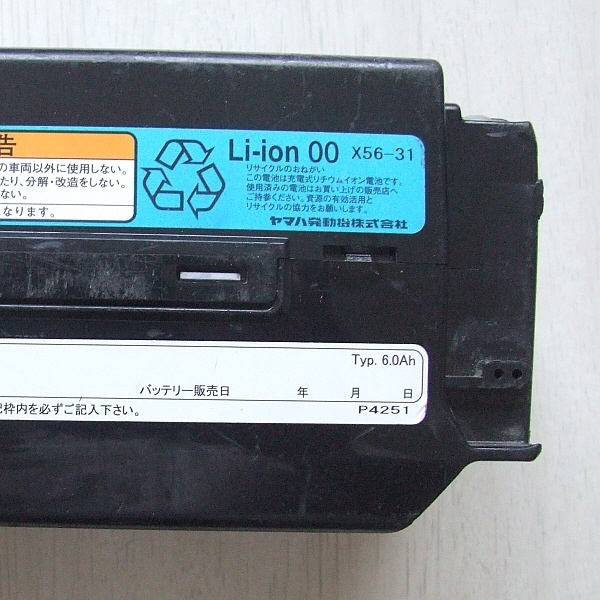 告
の車両以外に使用しない。
たり、分解・改造をしない。
ない。
になります。
Li-ion 00 X56-31
リサイクルのおねがい
この電池は充電式リチウムイオン電池です。
使用済みの電池はお買い上げの販売店へ
ご持参ください。資源の有効活用と
リサイクルの協力をお願いします。
ヤマハ発動機株式会社
Typ. 6.0Ah
バッテリー販売日 年 月 日
記枠内を必ずご記入下さい。
P4251